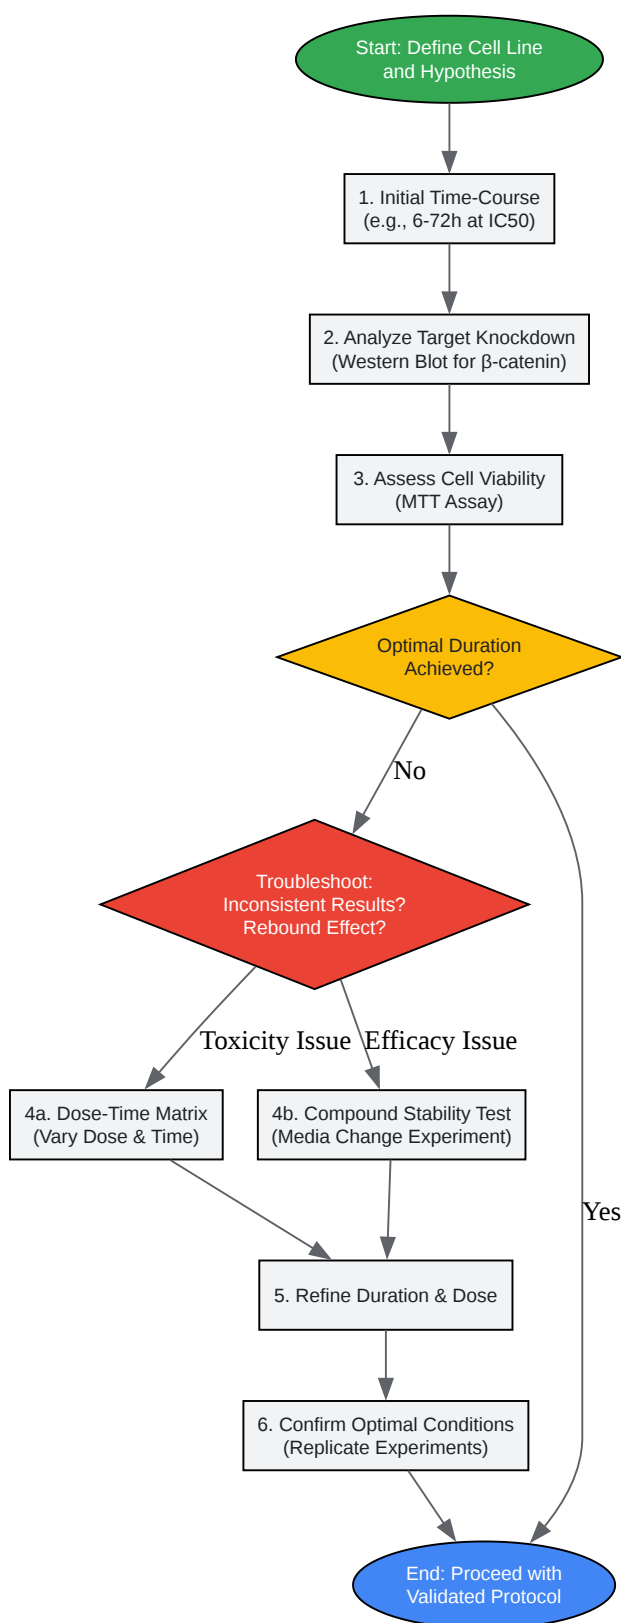 Start: Define Cell Line
and Hypothesis
1. Initial Time-Course
(e.g., 6-72h at IC50)
2. Analyze Target Knockdown
(Western Blot for β-catenin)
3. Assess Cell Viability
(MTT Assay)
Optimal Duration
Achieved?
No
Troubleshoot:
Inconsistent Results?
Rebound Effect?
Toxicity Issue
Efficacy Issue
4a. Dose-Time Matrix
(Vary Dose & Time)
4b. Compound Stability Test
(Media Change Experiment)
Yes
5. Refine Duration & Dose
6. Confirm Optimal Conditions
(Replicate Experiments)
End: Proceed with
Validated Protocol